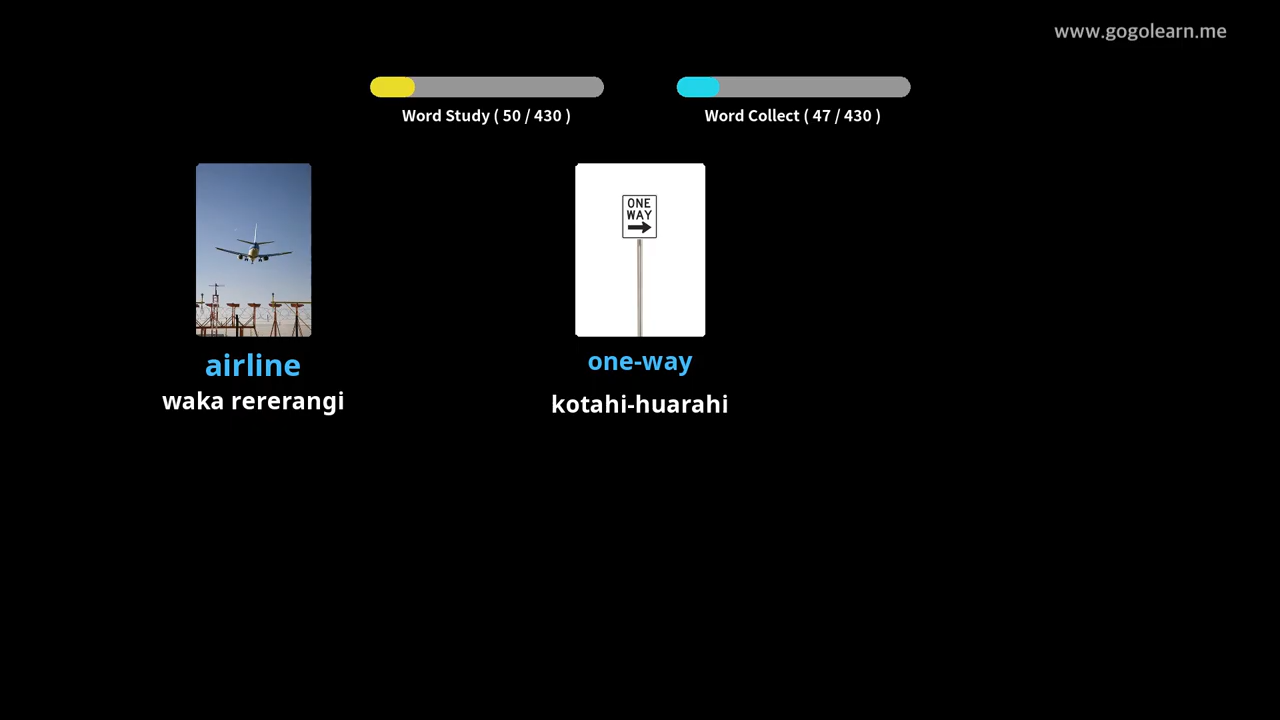 www.gogolearn.me
Word Study ( 50 / 430 )
Word Collect ( 47 / 430 )
ONE
WAY
airline
one-way
waka rererangi
kotahi-huarahi